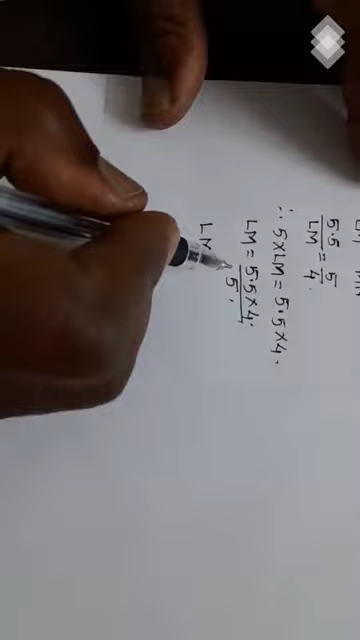 5.5/LM = 5/4.
∴ 5×LM = 5.5×4.
LM = 5.5×4/5.
LM